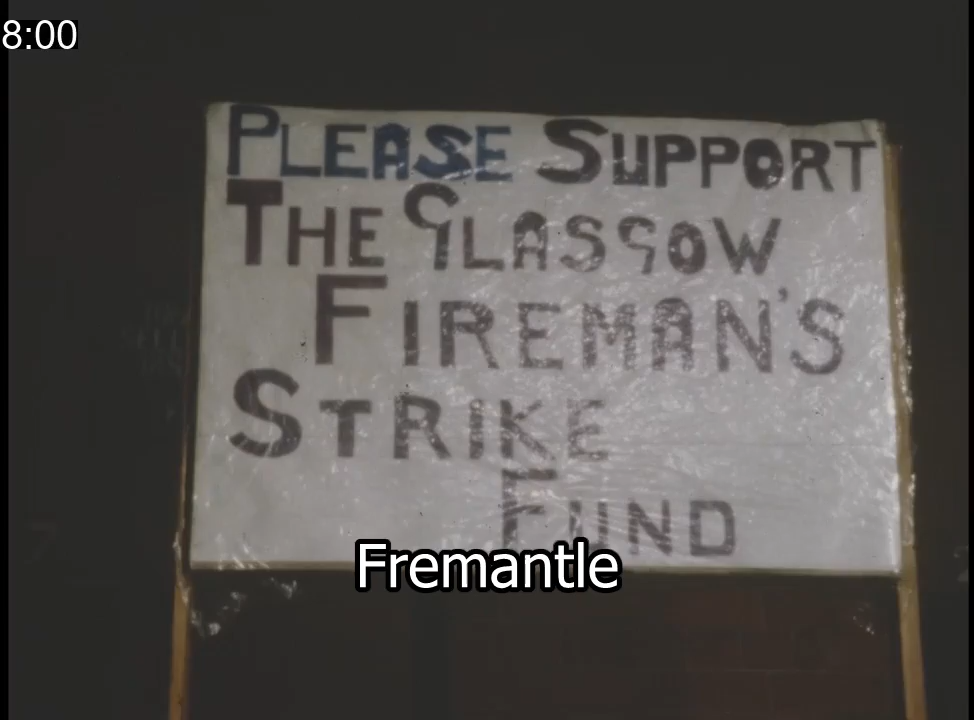 8:00
PLEASE SUPPORT
THE GLASGOW
FIREMAN'S
STRIKE
FUND
Fremantle